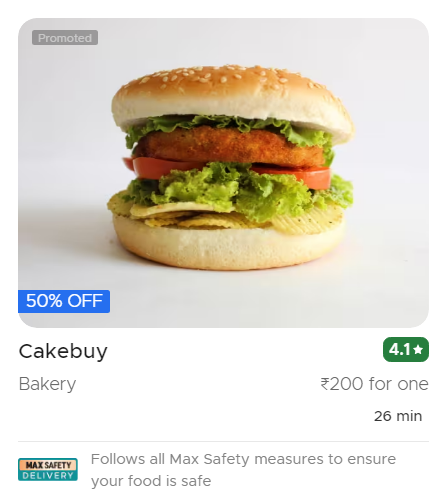 Promoted
50% OFF
Cakebuy
4.1★
Bakery
₹200 for one
26 min
MAX SAFETY
DELIVERY
Follows all Max Safety measures to ensure
your food is safe